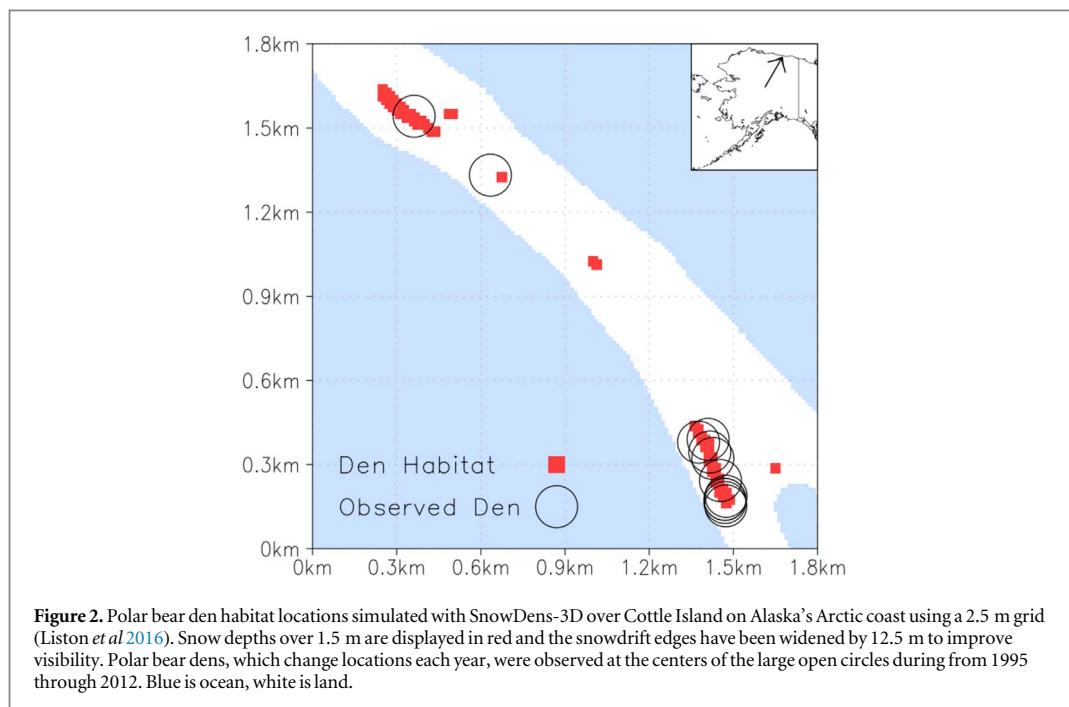 1.8km
1.5km
1.2km
0.9km
0.6km
0.3km
Den Habitat
Observed Den
0km
0km 0.3km 0.6km 0.9km 1.2km 1.5km 1.8km
Figure 2. Polar bear den habitat locations simulated with SnowDens-3D over Cottle Island on Alaska's Arctic coast using a 2.5 m grid
(Liston et al 2016). Snow depths over 1.5 m are displayed in red and the snowdrift edges have been widened by 12.5 m to improve
visibility. Polar bear dens, which change locations each year, were observed at the centers of the large open circles during from 1995
through 2012. Blue is ocean, white is land.